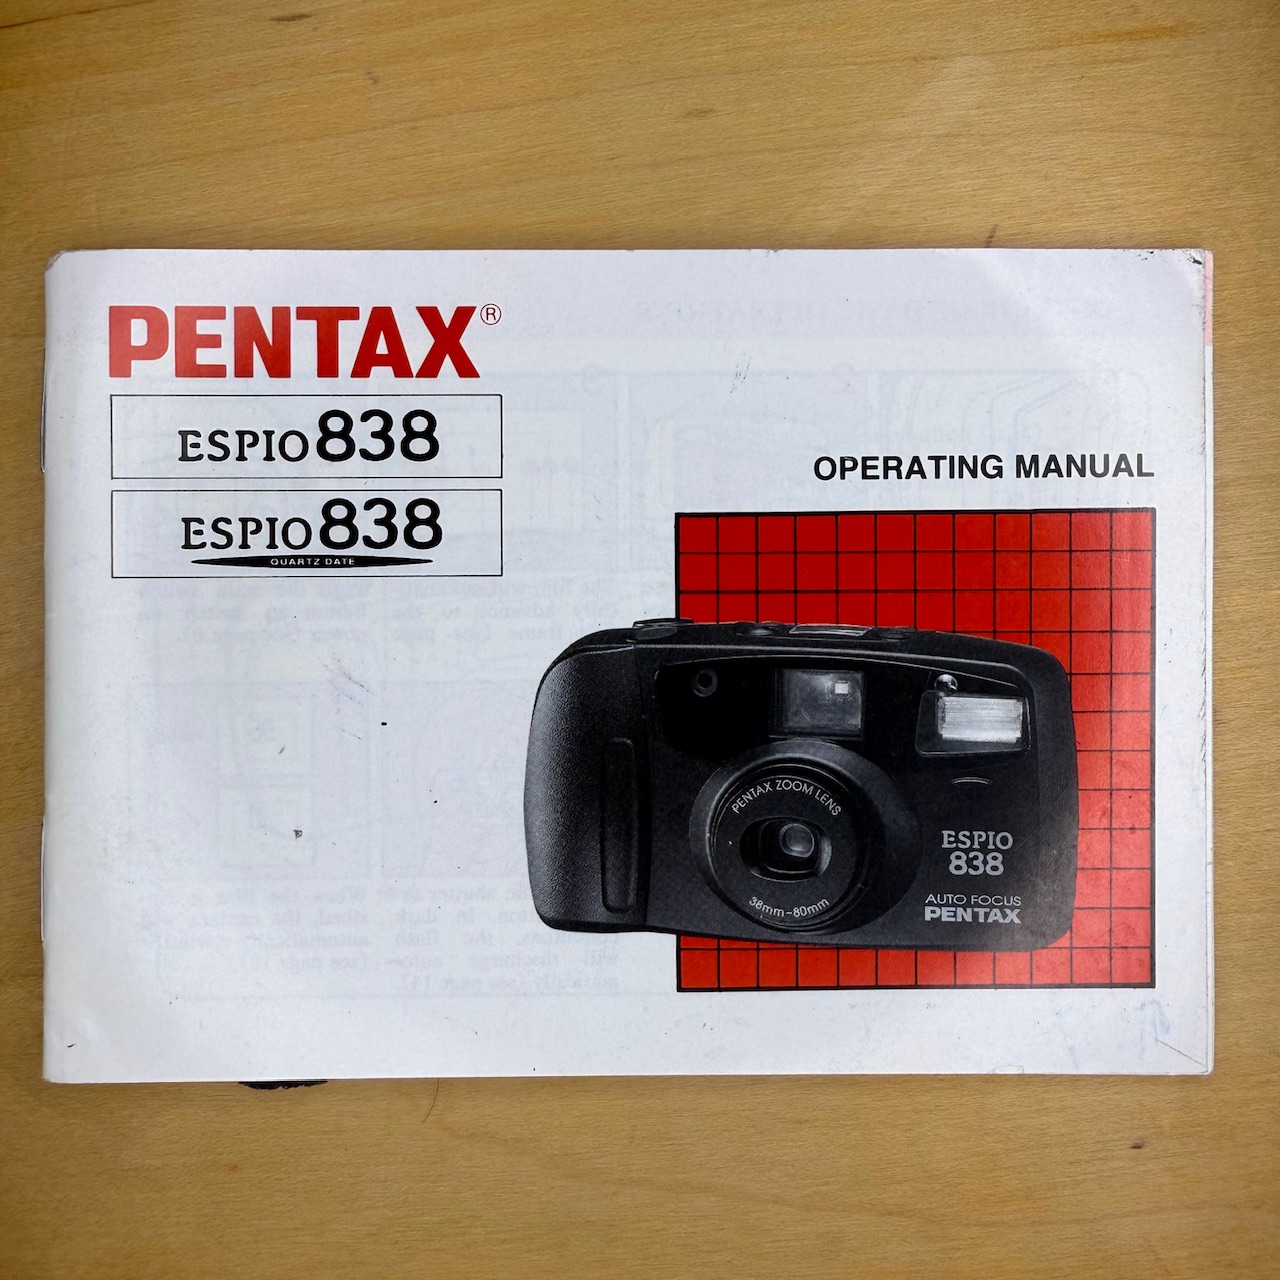 PENTAX®
ESPIO 838
ESPIO 838
QUARTZ DATE
OPERATING MANUAL
PENTAX ZOOM LENS
38mm~80mm
ESPIO
838
AUTO FOCUS
PENTAX